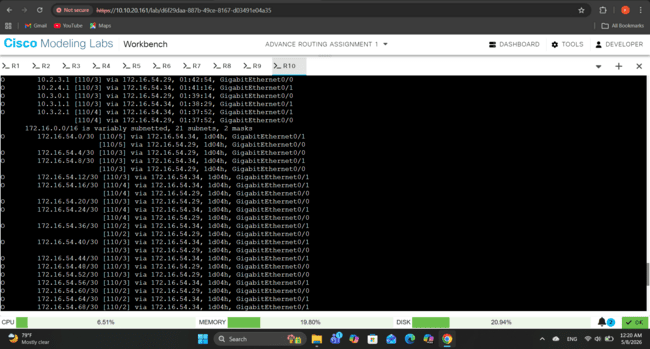 Not secure https://10.10.20.161/lab/d6f29daa-887b-49ce-8167-d03491e04a35
Gmail YouTube Maps All Bookmarks
Cisco Modeling Labs Workbench ADVANCE ROUTING ASSIGNMENT 1 DASHBOARD TOOLS DEVELOPER
R1 R2 R3 R4 R5 R6 R7 R8 R9 R10
O 10.2.3.1 [110/3] via 172.16.54.29, 01:42:54, GigabitEthernet0/0
O 10.2.4.1 [110/3] via 172.16.54.34, 01:41:16, GigabitEthernet0/1
O 10.3.0.1 [110/3] via 172.16.54.29, 01:39:14, GigabitEthernet0/0
O 10.3.1.1 [110/3] via 172.16.54.34, 01:38:29, GigabitEthernet0/1
O 10.3.2.1 [110/4] via 172.16.54.34, 01:37:52, GigabitEthernet0/1
[110/4] via 172.16.54.29, 01:37:52, GigabitEthernet0/0
172.16.0.0/16 is variably subnetted, 21 subnets, 2 masks
O 172.16.54.0/30 [110/5] via 172.16.54.34, 1d04h, GigabitEthernet0/1
[110/5] via 172.16.54.29, 1d04h, GigabitEthernet0/0
O 172.16.54.4/30 [110/3] via 172.16.54.29, 1d04h, GigabitEthernet0/0
O 172.16.54.8/30 [110/3] via 172.16.54.34, 1d04h, GigabitEthernet0/1
[110/3] via 172.16.54.29, 1d04h, GigabitEthernet0/0
O 172.16.54.12/30 [110/3] via 172.16.54.34, 1d04h, GigabitEthernet0/1
O 172.16.54.16/30 [110/4] via 172.16.54.34, 1d04h, GigabitEthernet0/1
[110/4] via 172.16.54.29, 1d04h, GigabitEthernet0/0
O 172.16.54.20/30 [110/3] via 172.16.54.29, 1d04h, GigabitEthernet0/0
O 172.16.54.24/30 [110/4] via 172.16.54.34, 1d04h, GigabitEthernet0/1
[110/4] via 172.16.54.29, 1d04h, GigabitEthernet0/0
O 172.16.54.36/30 [110/2] via 172.16.54.34, 1d04h, GigabitEthernet0/1
[110/2] via 172.16.54.29, 1d04h, GigabitEthernet0/0
O 172.16.54.40/30 [110/3] via 172.16.54.34, 1d04h, GigabitEthernet0/1
[110/3] via 172.16.54.29, 1d04h, GigabitEthernet0/0
O 172.16.54.44/30 [110/3] via 172.16.54.34, 1d04h, GigabitEthernet0/1
O 172.16.54.48/30 [110/2] via 172.16.54.29, 1d04h, GigabitEthernet0/0
O 172.16.54.52/30 [110/3] via 172.16.54.29, 1d04h, GigabitEthernet0/0
O 172.16.54.56/30 [110/3] via 172.16.54.34, 1d04h, GigabitEthernet0/1
O 172.16.54.60/30 [110/2] via 172.16.54.29, 1d04h, GigabitEthernet0/0
O 172.16.54.64/30 [110/2] via 172.16.54.34, 1d04h, GigabitEthernet0/1
O 172.16.54.68/30 [110/2] via 172.16.54.34, 1d04h, GigabitEthernet0/1
CPU 6.51% MEMORY 19.80% DISK 20.94% 2 0€
79°F Mostly clear Search ENG 12:20 AM 5/8/2026